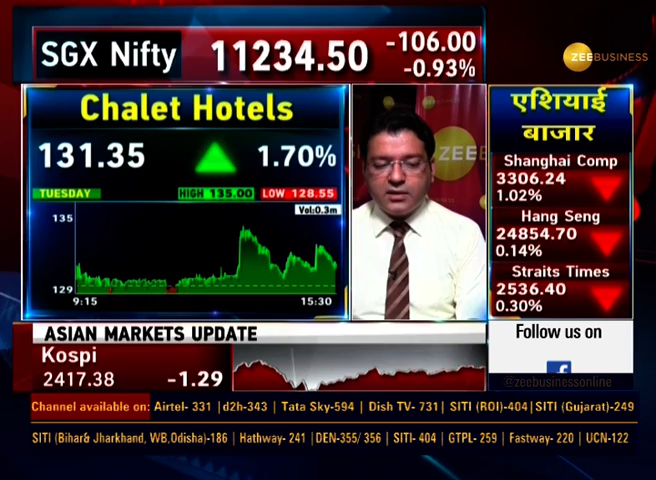 SGX Nifty 11234.50 -106.00
-0.93%
ZEEBUSINESS
Chalet Hotels
131.35 1.70%
TUESDAY HIGH 135.00 LOW 128.55
Vol:0.3m
135
129
9:15 15:30
ZEE
एशियाई
बाजार
Shanghai Comp
3306.24
1.02%
Hang Seng
24854.70
0.14%
Straits Times
2536.40
0.30%
ASIAN MARKETS UPDATE
Kospi
2417.38 -1.29
Follow us on
@zeebusinessonline
Channel available on: Airtel- 331 |d2h-343 | Tata Sky-594 | Dish TV- 731| SITI (ROI)-404|SITI (Gujarat)-249
SITI (Bihar& Jharkhand, WB,Odisha)-186 | Hathway- 241 |DEN-355/ 356 | SITI- 404 | GTPL- 259 | Fastway- 220 | UCN-122